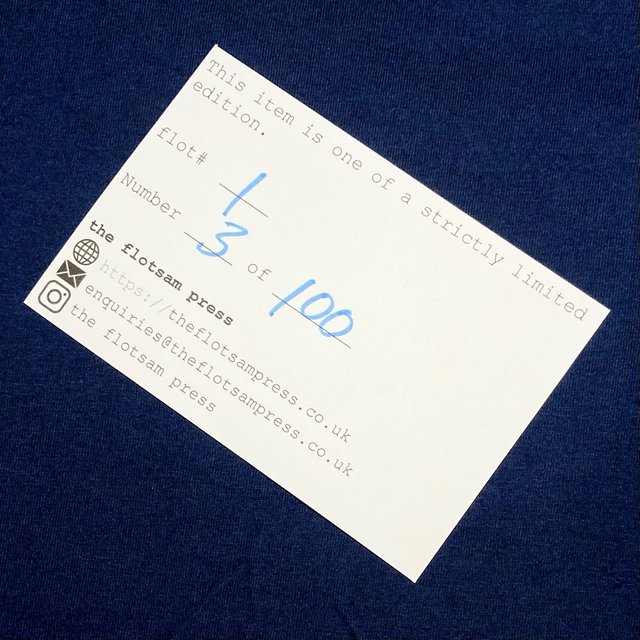 This item is one of a strictly limited
edition.
flot# 1
Number 3 of 100
the flotsam press
https://theflotsampress.co.uk
enquiries@theflotsampress.co.uk
the flotsam press